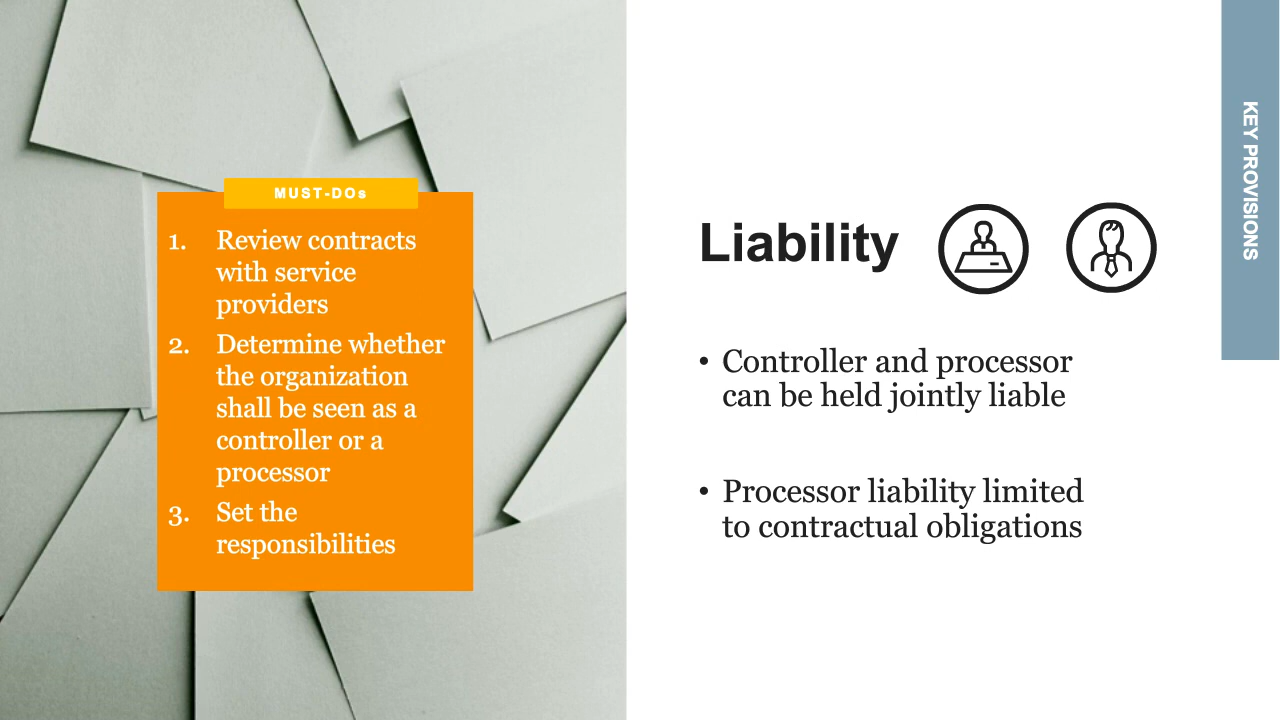 MUST-DOs
1. Review contracts
with service
providers
2. Determine whether
the organization
shall be seen as a
controller or a
processor
3. Set the
responsibilities
Liability
• Controller and processor
can be held jointly liable
• Processor liability limited
to contractual obligations
KEY PROVISIONS